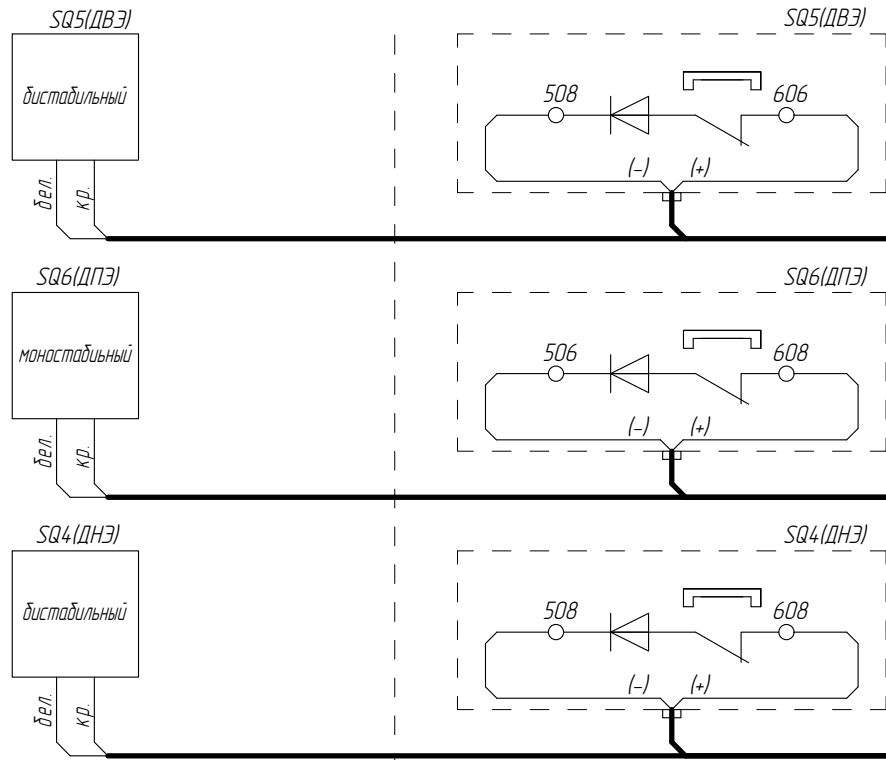 SQ5(ДВЭ)
SQ5(ДВЭ)
бистабильный
508
606
(-)
(+)
бел.
кр.
SQ6(ДПЭ)
SQ6(ДПЭ)
моностабиьный
506
608
(-)
(+)
бел.
кр.
SQ4(ДНЭ)
SQ4(ДНЭ)
бистабильный
508
608
(-)
(+)
бел.
кр.